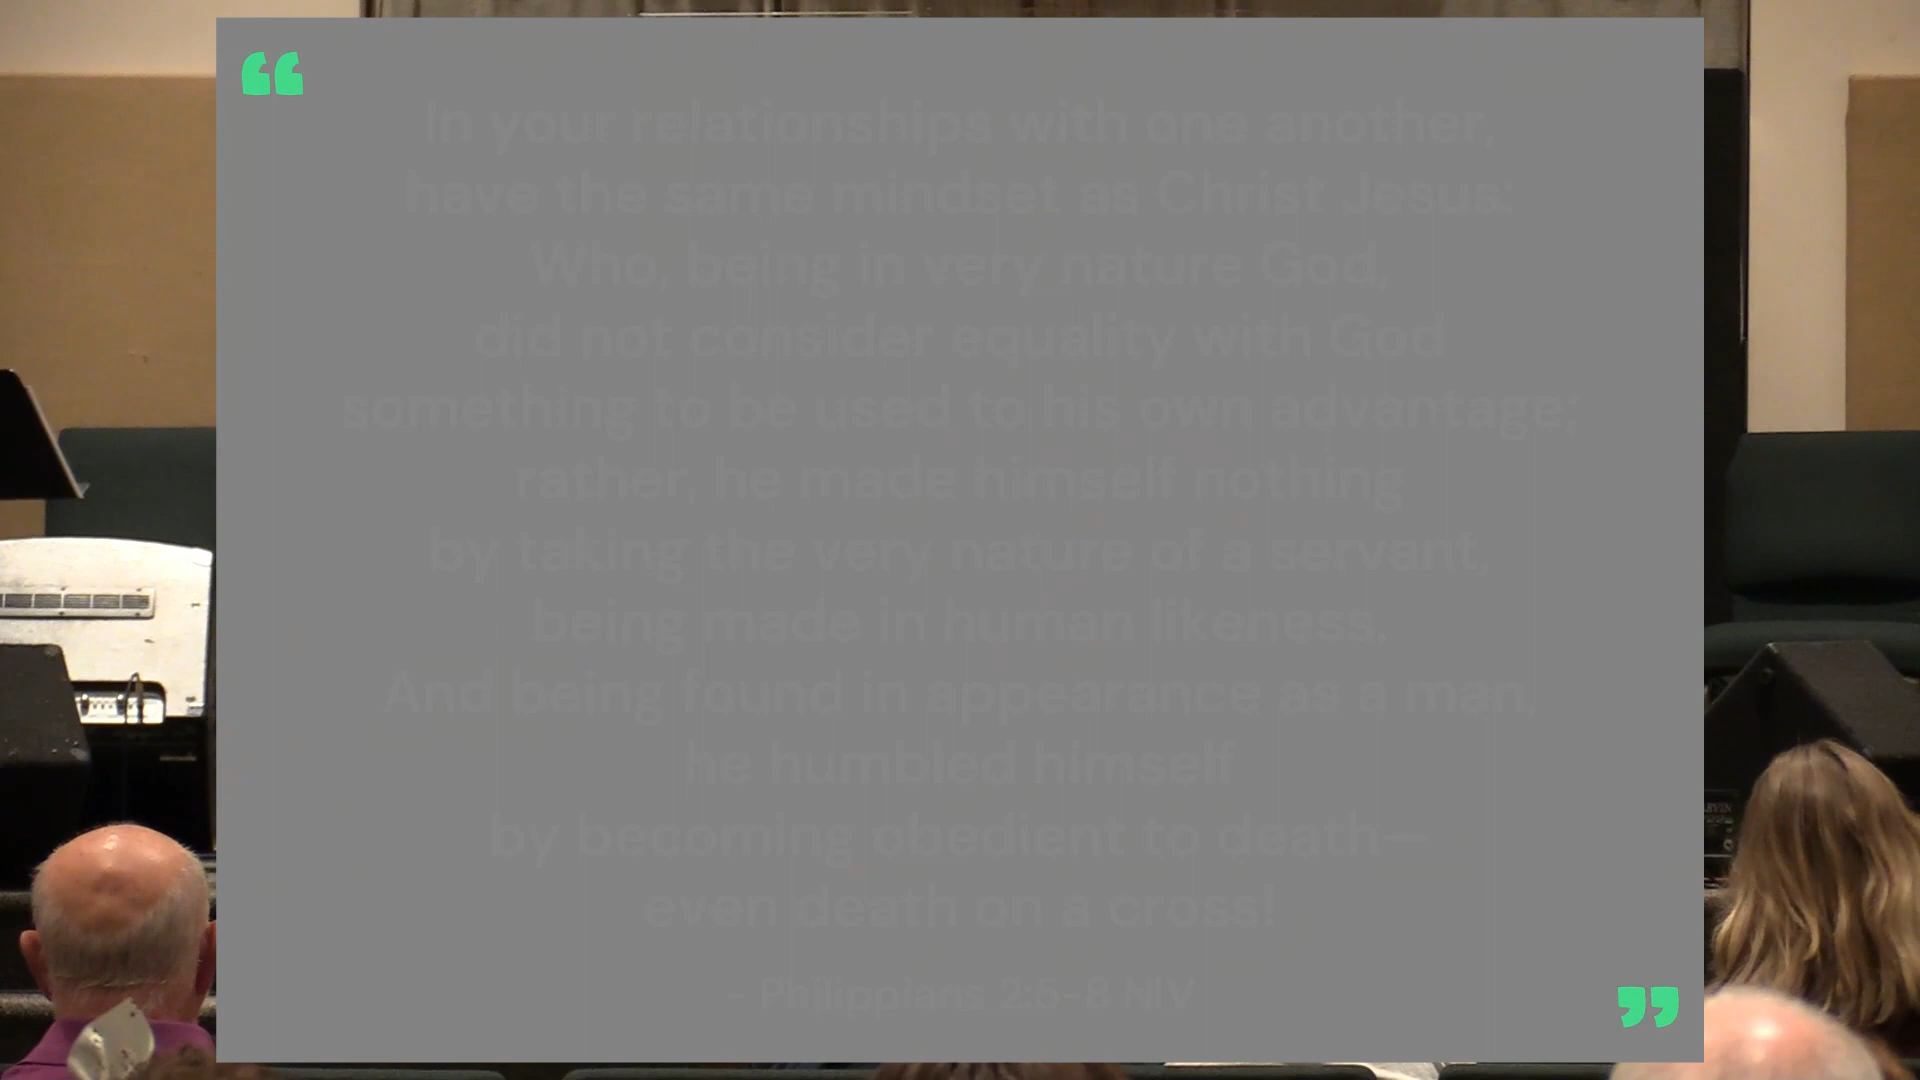 “
In your relationships with one another,
have the same mindset as Christ Jesus:
Who, being in very nature God,
did not consider equality with God
something to be used to his own advantage;
rather, he made himself nothing
by taking the very nature of a servant,
being made in human likeness.
And being found in appearance as a man,
he humbled himself
by becoming obedient to death—
even death on a cross!
Philippians 2:5-8 NIV
”